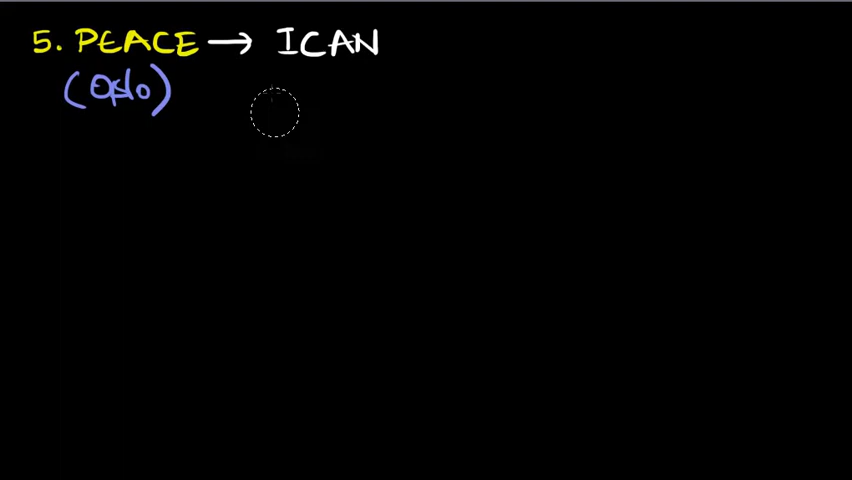 5. PEACE → ICAN
(Oslo)